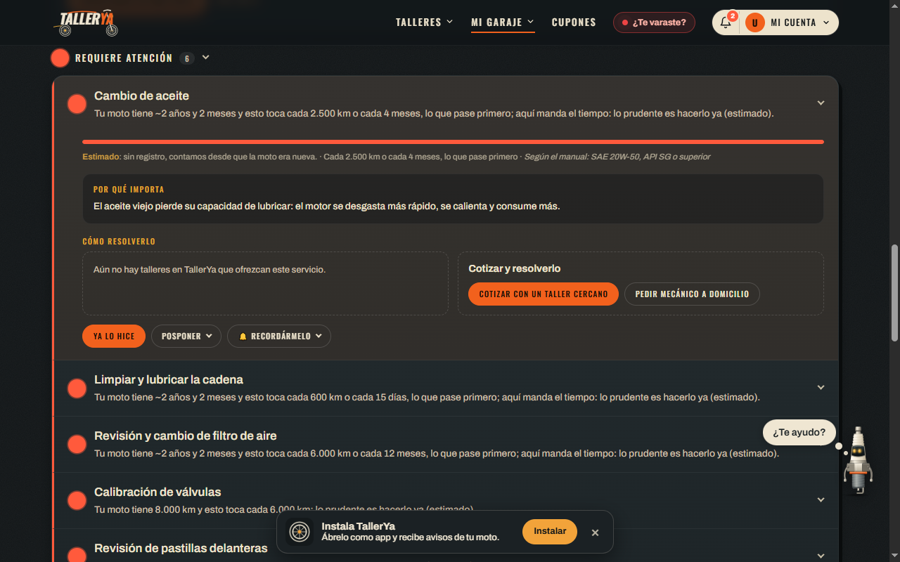 TALLERYA
TALLERES
MI GARAJE
CUPONES
¿Te varaste?
2
U
MI CUENTA
REQUIERE ATENCIÓN 6
Cambio de aceite
Tu moto tiene ~2 años y 2 meses y esto toca cada 2.500 km o cada 4 meses, lo que pase primero; aquí manda el tiempo: lo prudente es hacerlo ya (estimado).
Estimado: sin registro, contamos desde que la moto era nueva. · Cada 2.500 km o cada 4 meses, lo que pase primero · Según el manual: SAE 20W-50, API SG o superior
POR QUÉ IMPORTA
El aceite viejo pierde su capacidad de lubricar: el motor se desgasta más rápido, se calienta y consume más.
CÓMO RESOLVERLO
Aún no hay talleres en TallerYa que ofrezcan este servicio.
Cotizar y resolverlo
COTIZAR CON UN TALLER CERCANO
PEDIR MECÁNICO A DOMICILIO
YA LO HICE
POSPONER
RECORDÁRMELO
Limpiar y lubricar la cadena
Tu moto tiene ~2 años y 2 meses y esto toca cada 600 km o cada 15 días, lo que pase primero; aquí manda el tiempo: lo prudente es hacerlo ya (estimado).
¿Te ayudo?
Revisión y cambio de filtro de aire
Tu moto tiene ~2 años y 2 meses y esto toca cada 6.000 km o cada 12 meses, lo que pase primero; aquí manda el tiempo: lo prudente es hacerlo ya (estimado).
Calibración de válvulas
Tu moto tiene 8.000 km y esto toca cada 6.000 km: lo prudente es hacerlo ya (estimado).
Instala TallerYa
Ábrelo como app y recibe avisos de tu moto.
Instalar
×
Revisión de pastillas delanteras